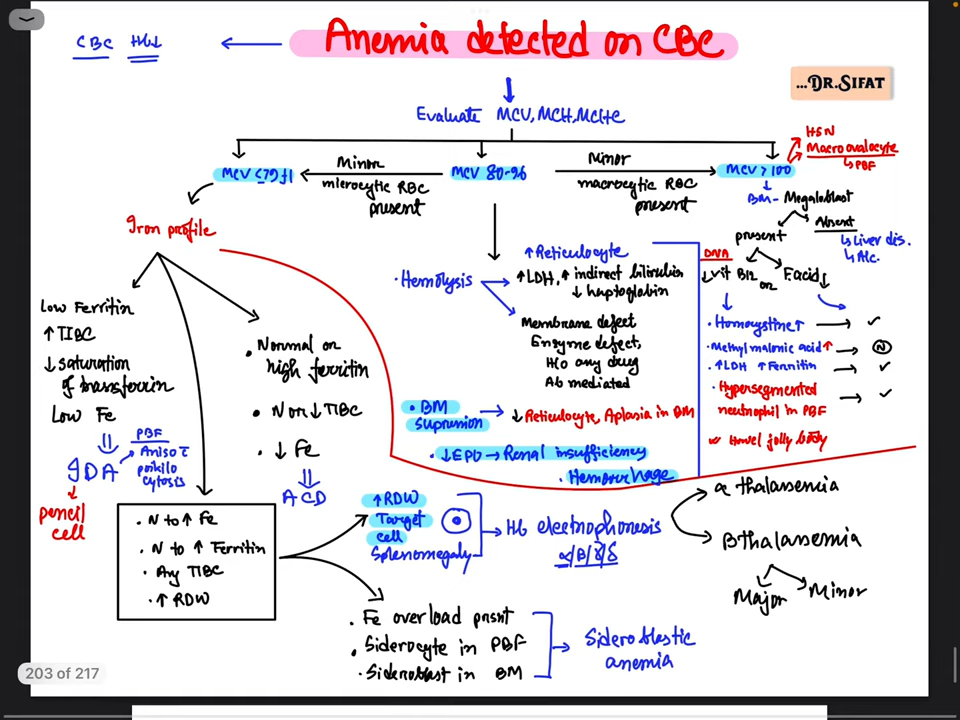 Anemia detected on CBC
CBC Hb↓
...DR.SIFAT
Evaluate MCV, MCH, MCHC
MCV ≤79 fl
Minor
microcytic RBC
present
MCV 80-96
Minor
macrocytic RBC
present
MCV > 100
HSN
Macroovalocyte
↳ PBF
BM - Megaloblast
present
Absent
↳ Liver dis.
↳ Alc.
DNA
↓ vit B12 or F.acid↓
• Homocystine ↑ → ✓
• Methyl malonic acid ↑ → N
• ↑ LDH ↑ Ferritin → ✓
• Hypersegmented
neutrophil in PBF → ✓
Howel jolly body
Iron profile
Low Ferritin
↑ TIBC
↓ saturation
of transferrin
Low Fe
IDA
PBF
Aniso c̄
poikilo
cytosis
pencil
cell
• Normal or
high ferritin
• N or ↓ TIBC
• ↓ Fe
ACD
• N to ↑ Fe
• N to ↑ Ferritin
• Any TIBC
• ↑ RDW
• Hemolysis
↑ Reticulocyte
↑ LDH, ↑ indirect bilirubin
↓ haptoglobin
Membrane defect
Enzyme defect,
H/o any drug
Ab mediated
• BM
supression → ↓ Reticulocyte, Aplasia in BM
• ↓ EPO → Renal insufficiency
• Hemorrhage
↑ RDW
Target
cell
Splenomegaly
Hb electrophoresis
α/β/γ/δ
α thalassemia
β thalassemia
Major
Minor
• Fe overload prsnt
• Siderocyte in PBF
• Sideroblast in BM
Sideroblastic
anemia
203 of 217